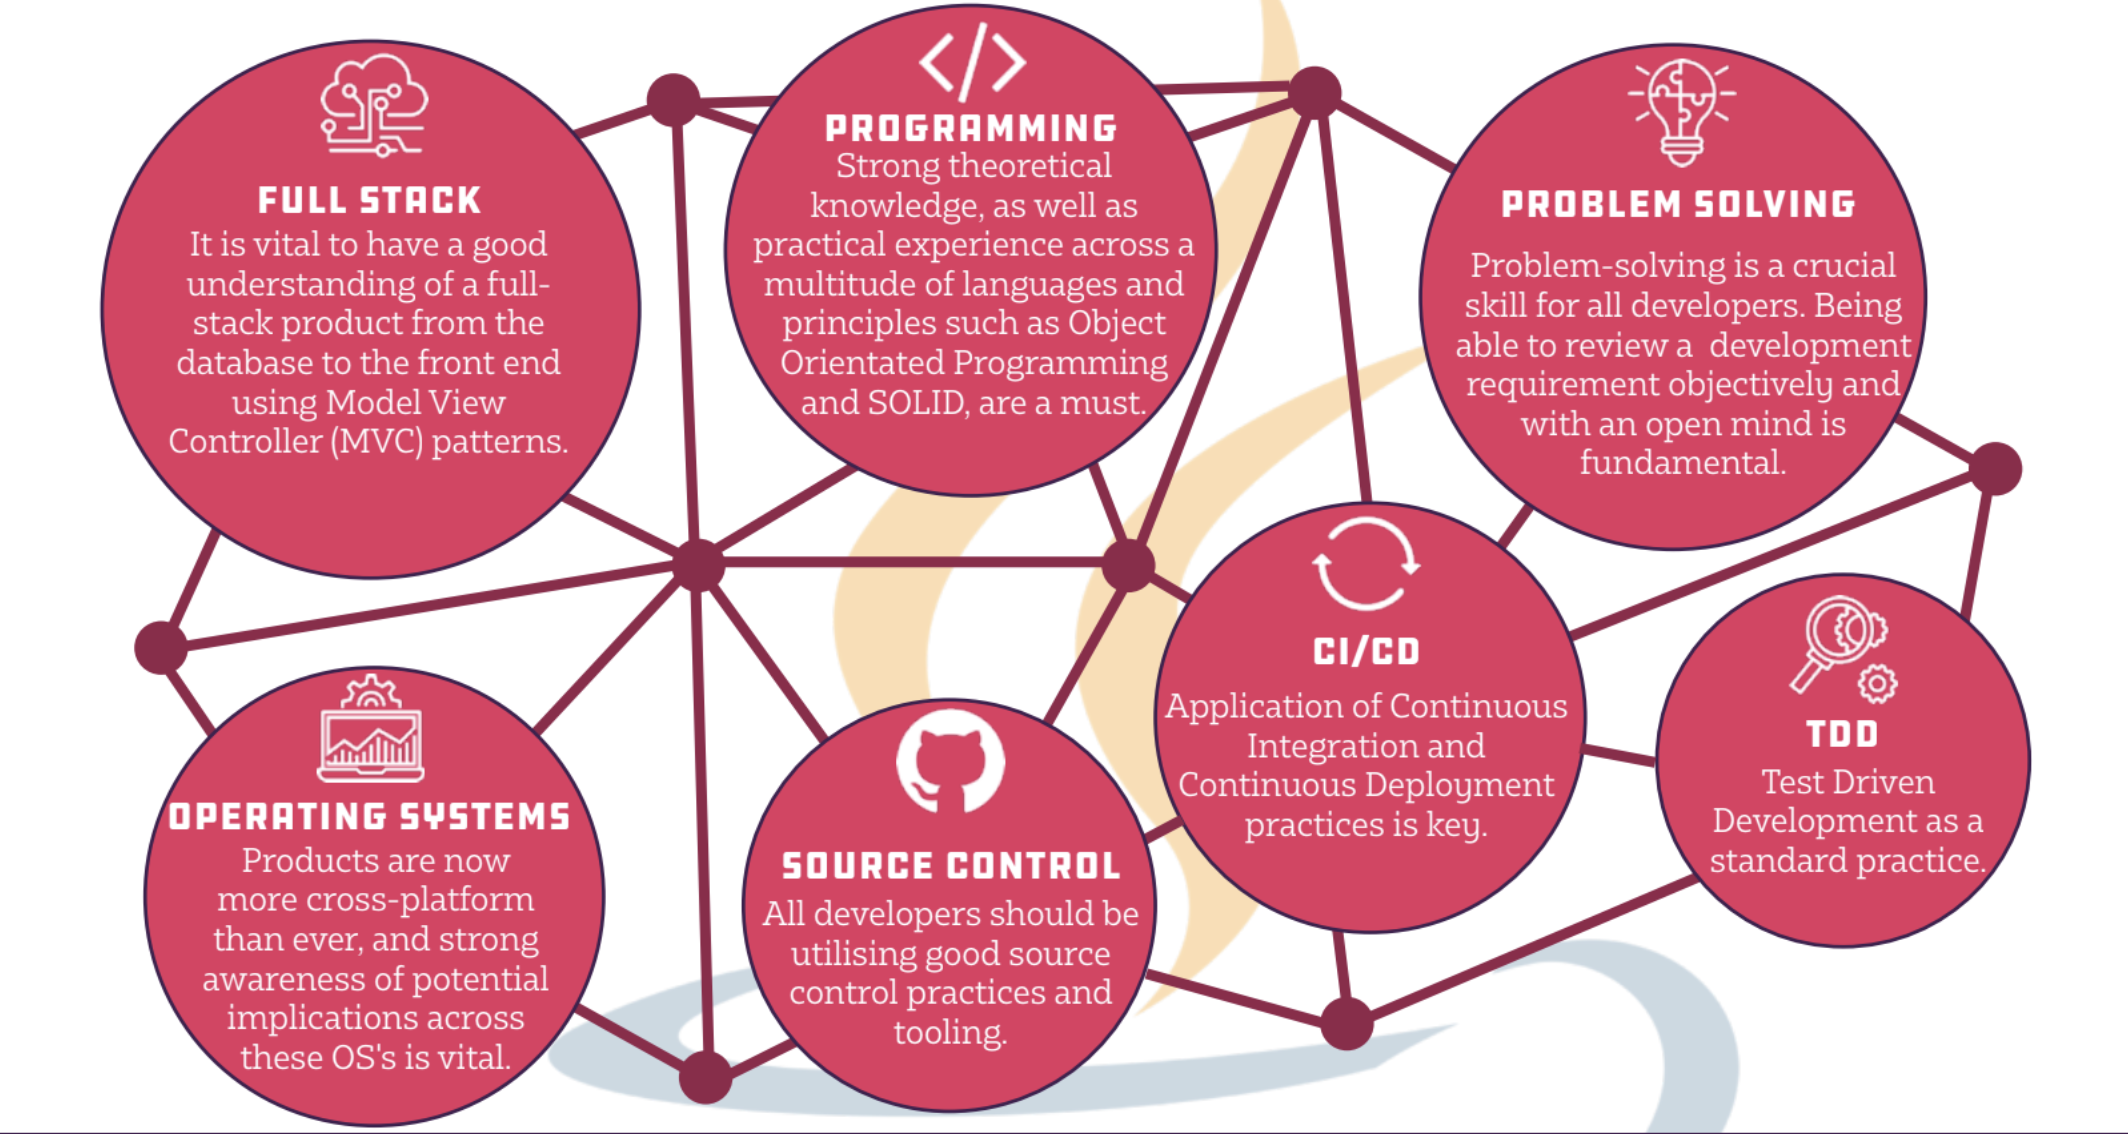 FULL STACK
It is vital to have a good
understanding of a full-
stack product from the
database to the front end
using Model View
Controller (MVC) patterns.
PROGRAMMING
Strong theoretical
knowledge, as well as
practical experience across a
multitude of languages and
principles such as Object
Orientated Programming
and SOLID, are a must.
PROBLEM SOLVING
Problem-solving is a crucial
skill for all developers. Being
able to review a development
requirement objectively and
with an open mind is
fundamental.
OPERATING SYSTEMS
Products are now
more cross-platform
than ever, and strong
awareness of potential
implications across
these OS's is vital.
SOURCE CONTROL
All developers should be
utilising good source
control practices and
tooling.
CI/CD
Application of Continuous
Integration and
Continuous Deployment
practices is key.
TDD
Test Driven
Development as a
standard practice.